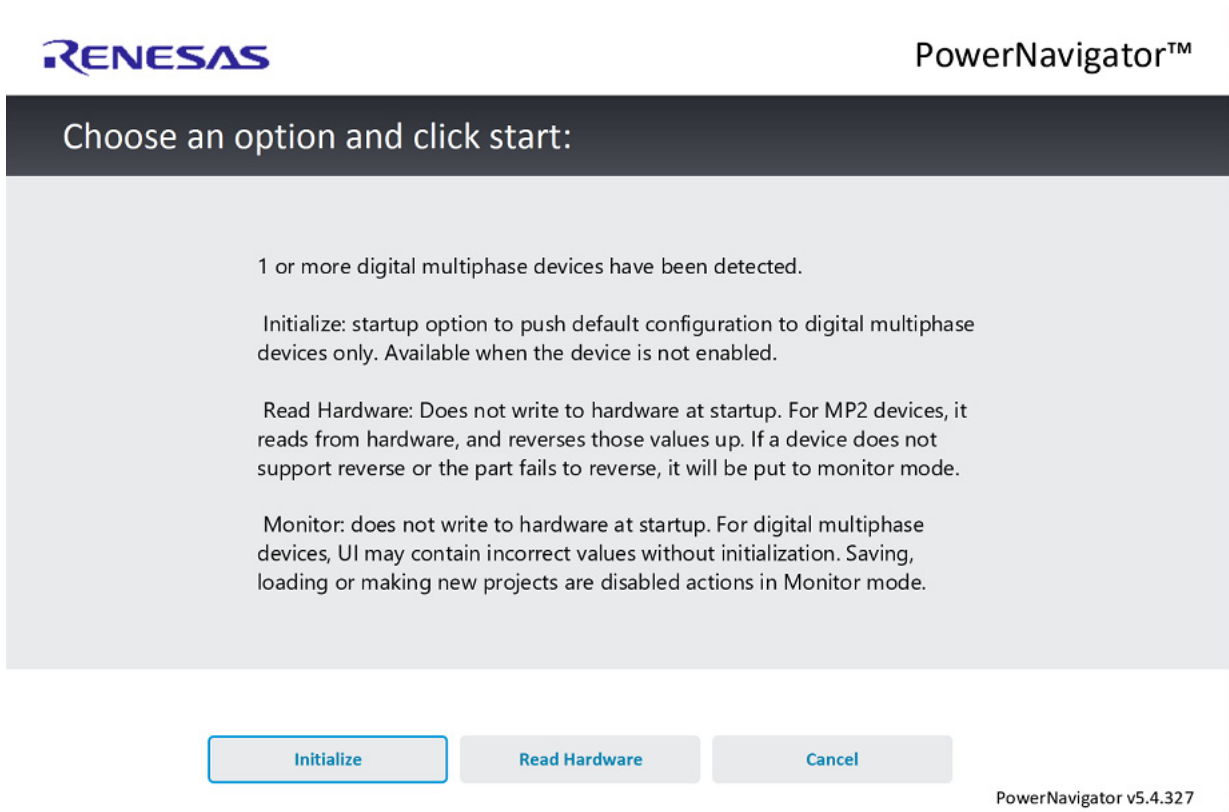 RENESAS
PowerNavigator™
Choose an option and click start:
1 or more digital multiphase devices have been detected.
Initialize: startup option to push default configuration to digital multiphase
devices only. Available when the device is not enabled.
Read Hardware: Does not write to hardware at startup. For MP2 devices, it
reads from hardware, and reverses those values up. If a device does not
support reverse or the part fails to reverse, it will be put to monitor mode.
Monitor: does not write to hardware at startup. For digital multiphase
devices, UI may contain incorrect values without initialization. Saving,
loading or making new projects are disabled actions in Monitor mode.
Initialize
Read Hardware
Cancel
PowerNavigator v5.4.327